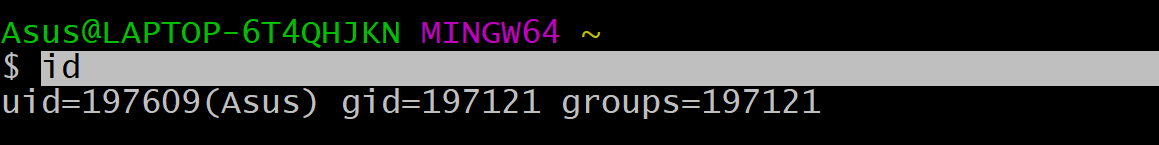 Asus@LAPTOP-6T4QHJKN MINGW64 ~
$ id
uid=197609(Asus) gid=197121 groups=197121